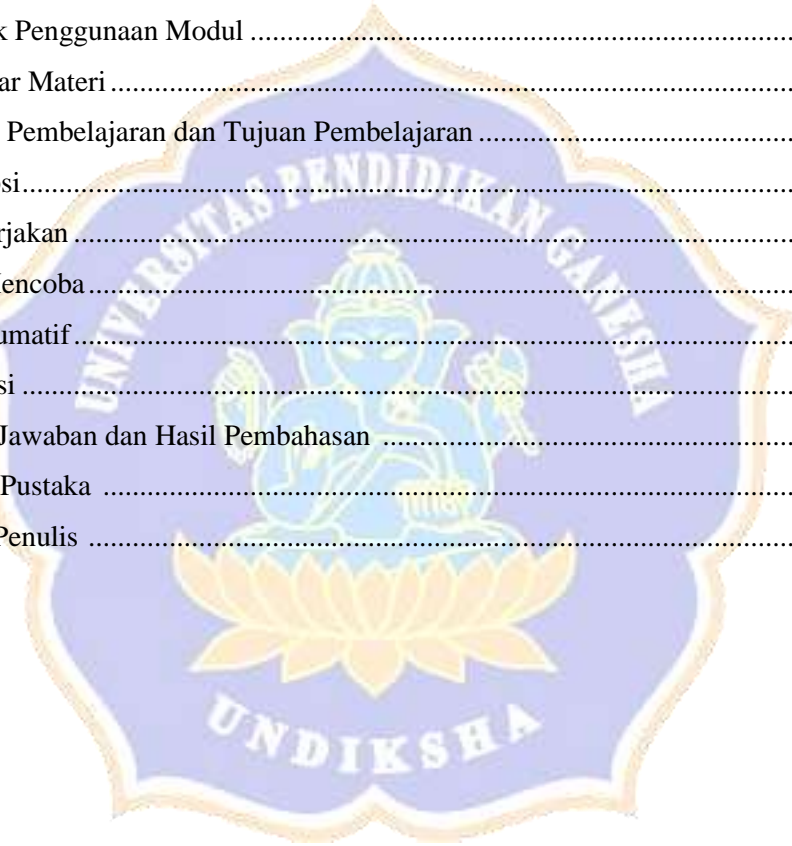 k Penggunaan Modul ........................................................................
ar Materi ............................................................................................
Pembelajaran dan Tujuan Pembelajaran ..........................................
si.........................................................................................................
rjakan .................................................................................................
encoba ...............................................................................................
umatif .................................................................................................
si ........................................................................................................
Jawaban dan Hasil Pembahasan .......................................................
Pustaka .............................................................................................
Penulis ...............................................................................................
UNIVERSITAS PENDIDIKAN GANESHA
UNDIKSHA